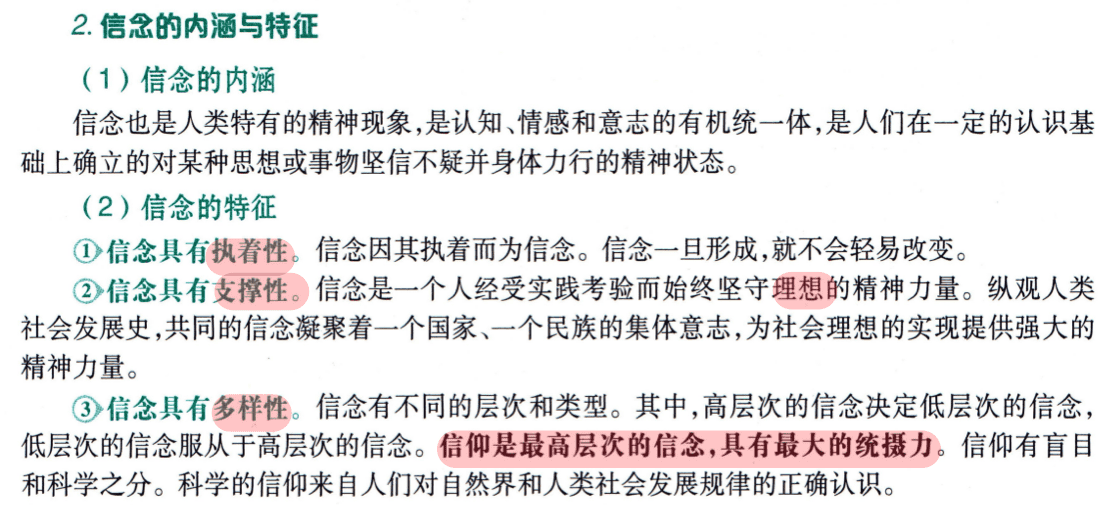 2. 信念的内涵与特征
（1）信念的内涵
信念也是人类特有的精神现象,是认知、情感和意志的有机统一体,是人们在一定的认识基
础上确立的对某种思想或事物坚信不疑并身体力行的精神状态。
（2）信念的特征
①信念具有执着性。信念因其执着而为信念。信念一旦形成,就不会轻易改变。
②信念具有支撑性。信念是一个人经受实践考验而始终坚守理想的精神力量。纵观人类
社会发展史,共同的信念凝聚着一个国家、一个民族的集体意志,为社会理想的实现提供强大的
精神力量。
③信念具有多样性。信念有不同的层次和类型。其中,高层次的信念决定低层次的信念,
低层次的信念服从于高层次的信念。信仰是最高层次的信念,具有最大的统摄力。信仰有盲目
和科学之分。科学的信仰来自人们对自然界和人类社会发展规律的正确认识。